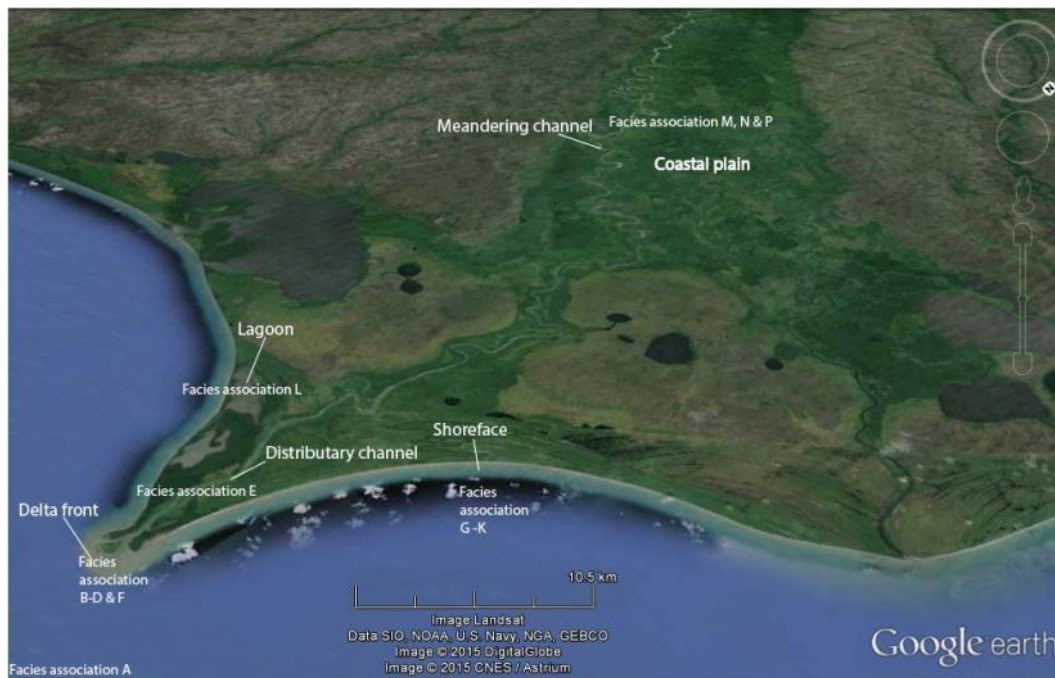 Meandering channel
Facies association M, N & P
Coastal plain
Lagoon
Facies association L
Shoreface
Distributary channel
Facies association E
Facies
association
G -K
Delta front
Facies
association
B-D & F
10.5 km
Image Landsat
Data SIO, NOAA, U.S. Navy, NGA, GEBCO
Image © 2015 DigitalGlobe
Image © 2015 CNES / Astrium
Google earth
Facies association A
N